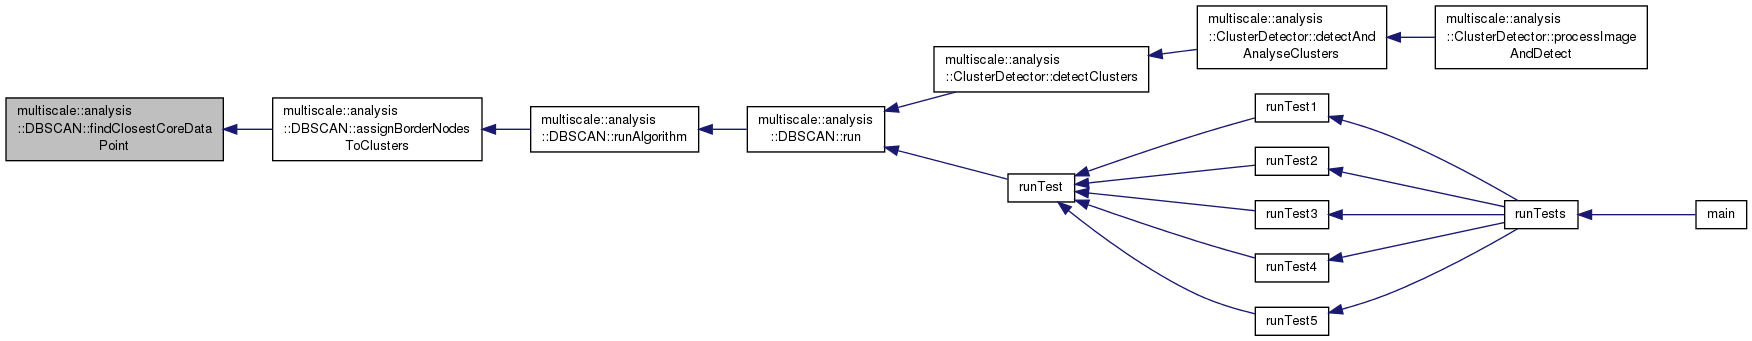 multiscale::analysis
::DBSCAN::findClosestCoreData
Point
multiscale::analysis
::DBSCAN::assignBorderNodes
ToClusters
multiscale::analysis
::DBSCAN::runAlgorithm
multiscale::analysis
::DBSCAN::run
multiscale::analysis
::ClusterDetector::detectClusters
multiscale::analysis
::ClusterDetector::detectAnd
AnalyseClusters
multiscale::analysis
::ClusterDetector::processImage
AndDetect
runTest
runTest1
runTest2
runTest3
runTest4
runTest5
runTests
main